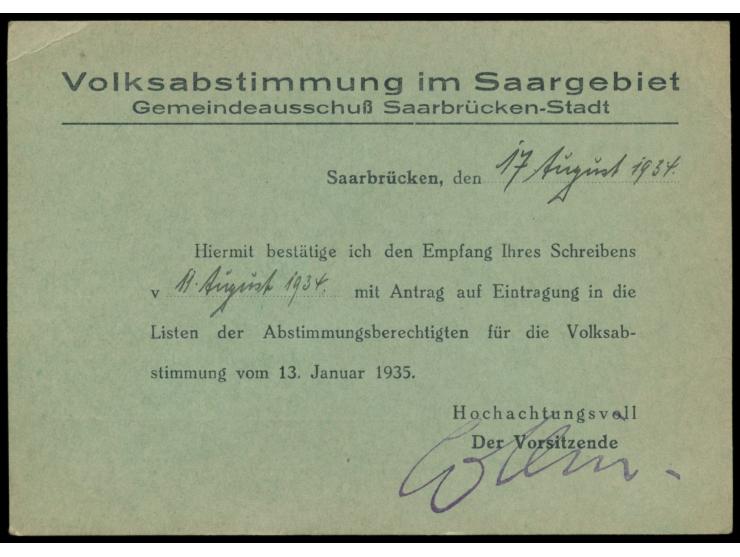 Volksabstimmung im Saargebiet
Gemeindeausschuß Saarbrücken-Stadt
Saarbrücken, den 17 August 1934.
Hiermit bestätige ich den Empfang Ihres Schreibens
v August 1934. mit Antrag auf Eintragung in die
Listen der Abstimmungsberechtigten für die Volksab-
stimmung vom 13. Januar 1935.
Hochachtungsvoll
Der Vorsitzende